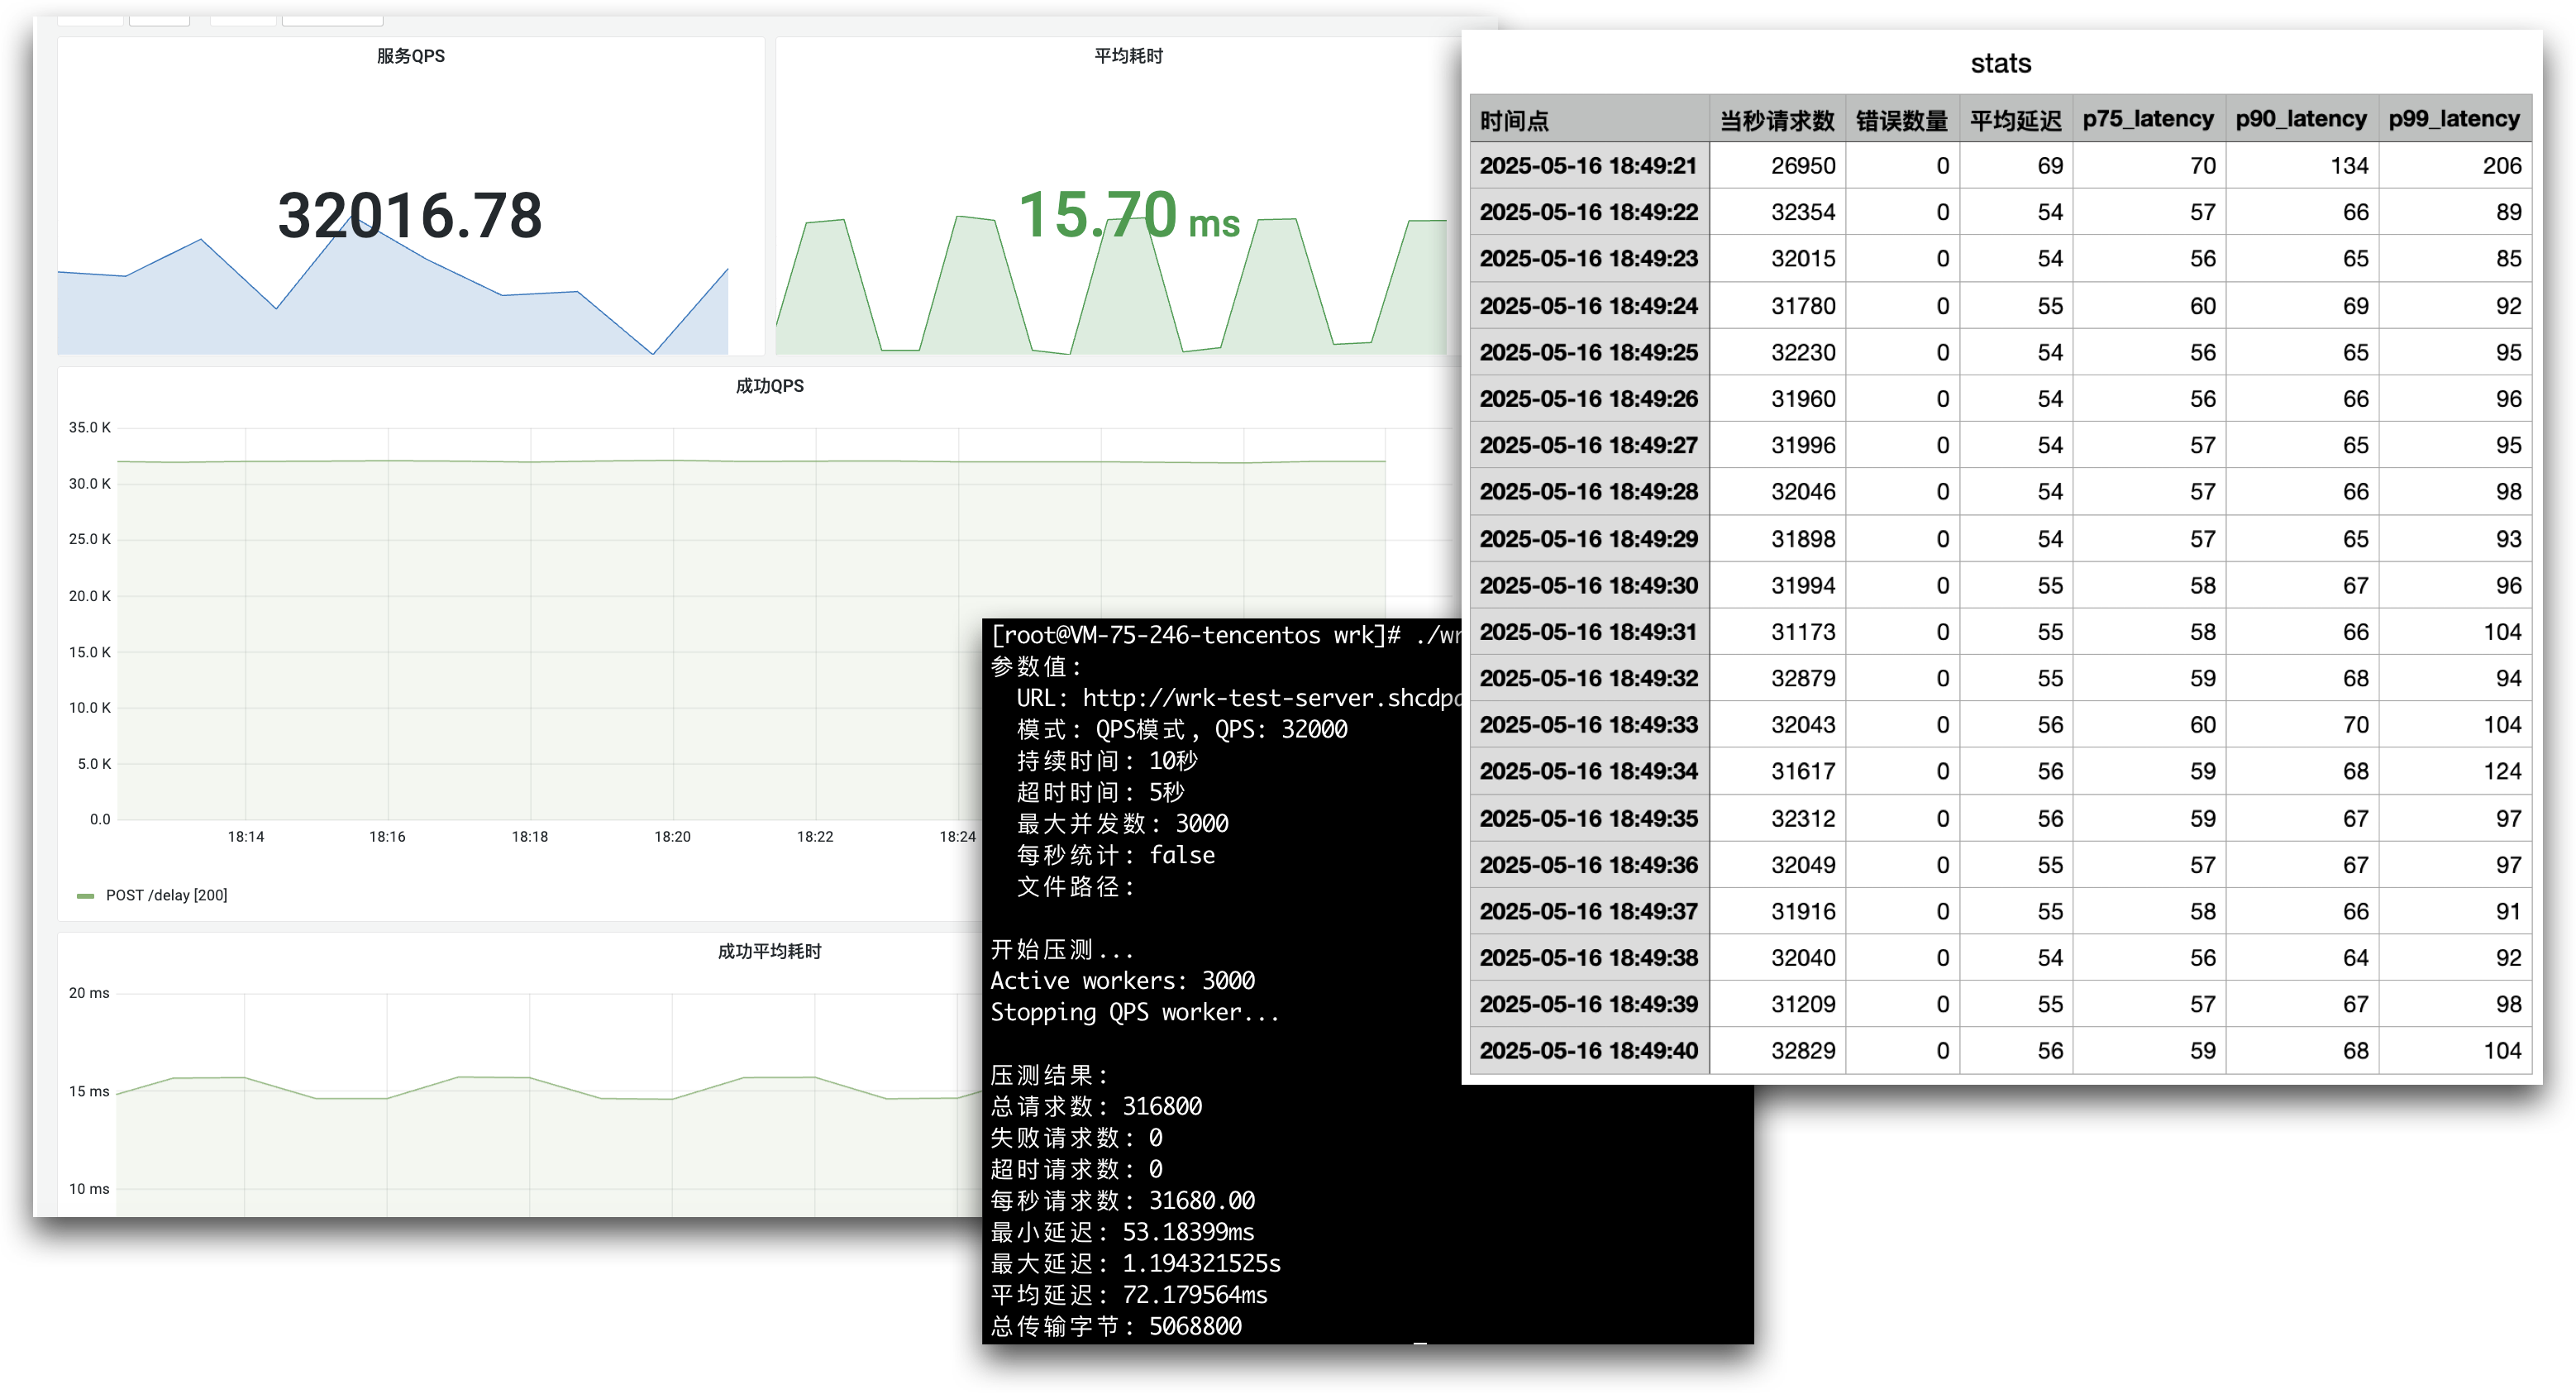 服务QPS
32016.78
平均耗时
15.70 ms
成功QPS
35.0 K
30.0 K
25.0 K
20.0 K
15.0 K
10.0 K
5.0 K
0.0
18:14 18:16 18:18 18:20 18:22 18:24
POST /delay [200]
成功平均耗时
20 ms
15 ms
10 ms
[root@VM-75-246-tencentos wrk]# ./wr
参数值:
URL: http://wrk-test-server.shcdp
模式: QPS模式, QPS: 32000
持续时间: 10秒
超时时间: 5秒
最大并发数: 3000
每秒统计: false
文件路径:
开始压测...
Active workers: 3000
Stopping QPS worker...
压测结果:
总请求数: 316800
失败请求数: 0
超时请求数: 0
每秒请求数: 31680.00
最小延迟: 53.18399ms
最大延迟: 1.194321525s
平均延迟: 72.179564ms
总传输字节: 5068800
stats
时间点 当秒请求数 错误数量 平均延迟 p75_latency p90_latency p99_latency
2025-05-16 18:49:21 26950 0 69 70 134 206
2025-05-16 18:49:22 32354 0 54 57 66 89
2025-05-16 18:49:23 32015 0 54 56 65 85
2025-05-16 18:49:24 31780 0 55 60 69 92
2025-05-16 18:49:25 32230 0 54 56 65 95
2025-05-16 18:49:26 31960 0 54 56 66 96
2025-05-16 18:49:27 31996 0 54 57 65 95
2025-05-16 18:49:28 32046 0 54 57 66 98
2025-05-16 18:49:29 31898 0 54 57 65 93
2025-05-16 18:49:30 31994 0 55 58 67 96
2025-05-16 18:49:31 31173 0 55 58 66 104
2025-05-16 18:49:32 32879 0 55 59 68 94
2025-05-16 18:49:33 32043 0 56 60 70 104
2025-05-16 18:49:34 31617 0 56 59 68 124
2025-05-16 18:49:35 32312 0 56 59 67 97
2025-05-16 18:49:36 32049 0 55 57 67 97
2025-05-16 18:49:37 31916 0 55 58 66 91
2025-05-16 18:49:38 32040 0 54 56 64 92
2025-05-16 18:49:39 31209 0 55 57 67 98
2025-05-16 18:49:40 32829 0 56 59 68 104